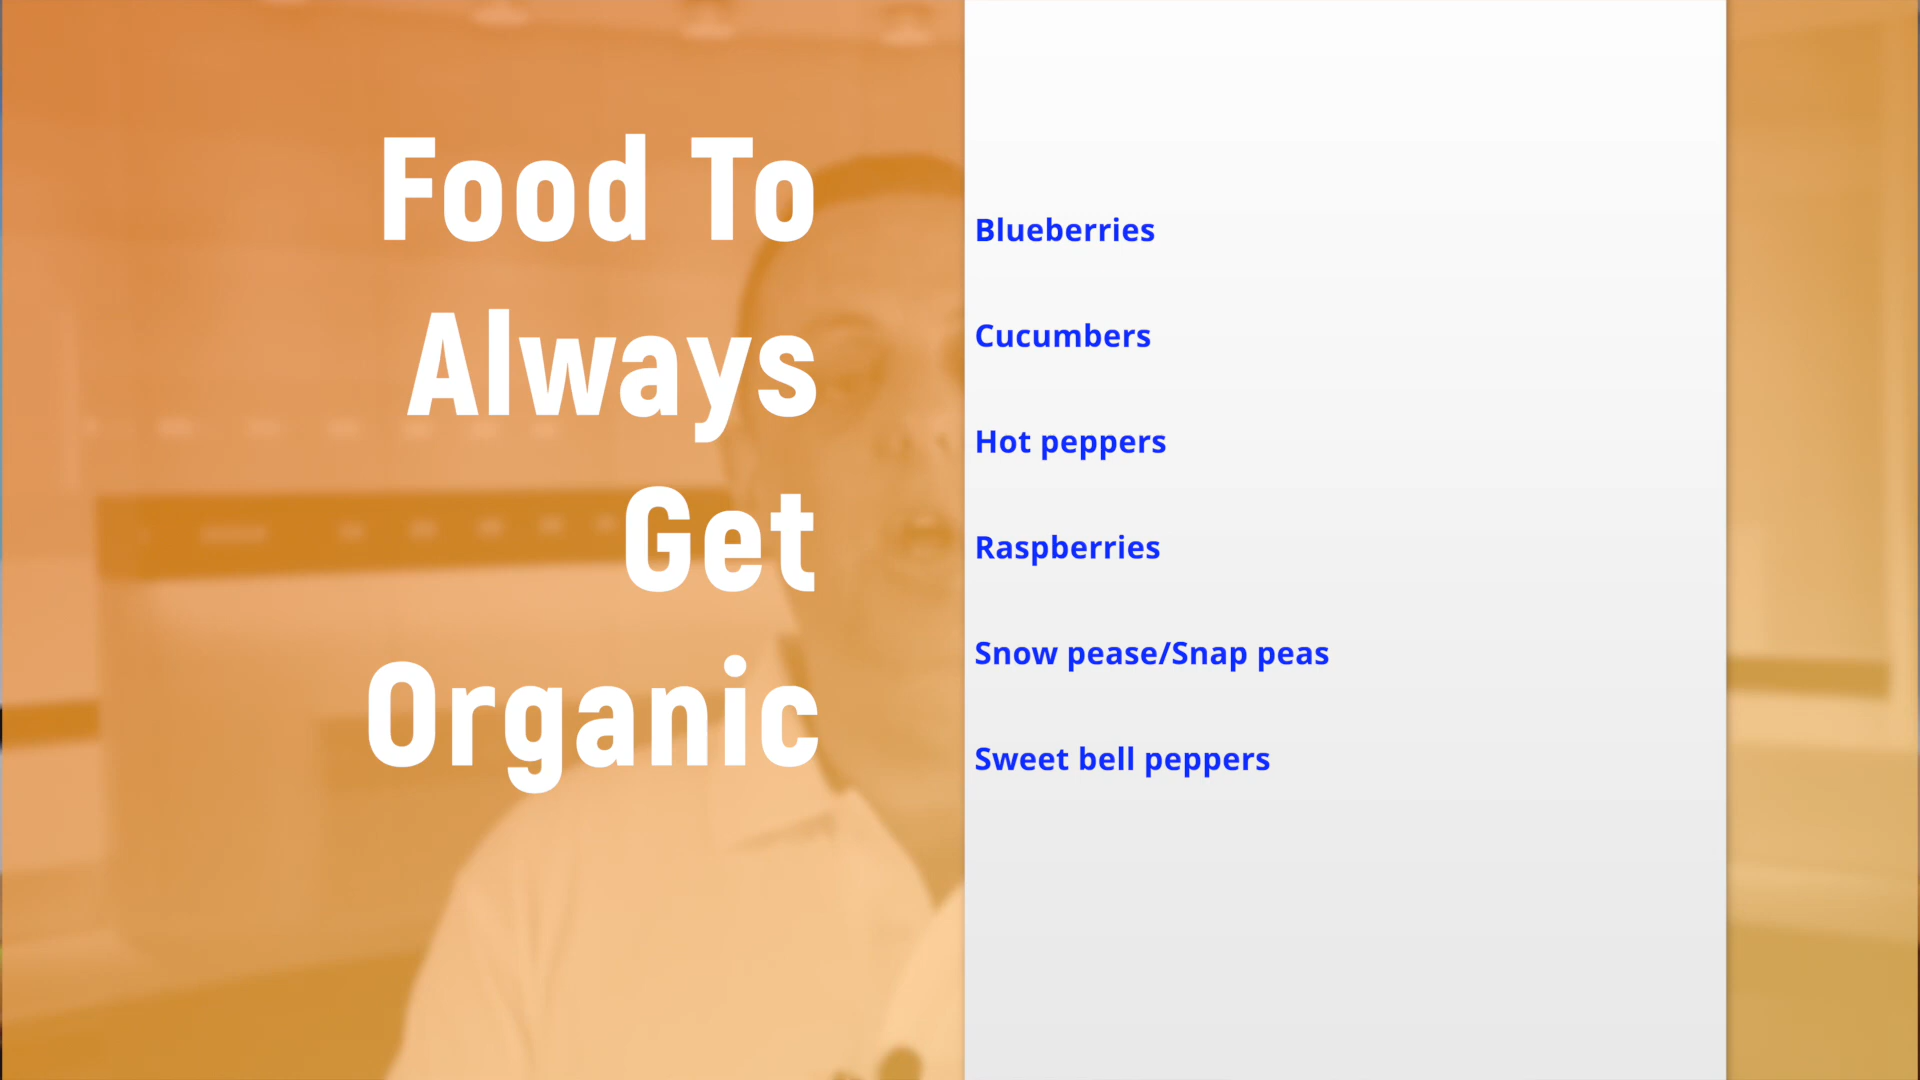 Food To
Always
Get
Organic
Blueberries
Cucumbers
Hot peppers
Raspberries
Snow pease/Snap peas
Sweet bell peppers